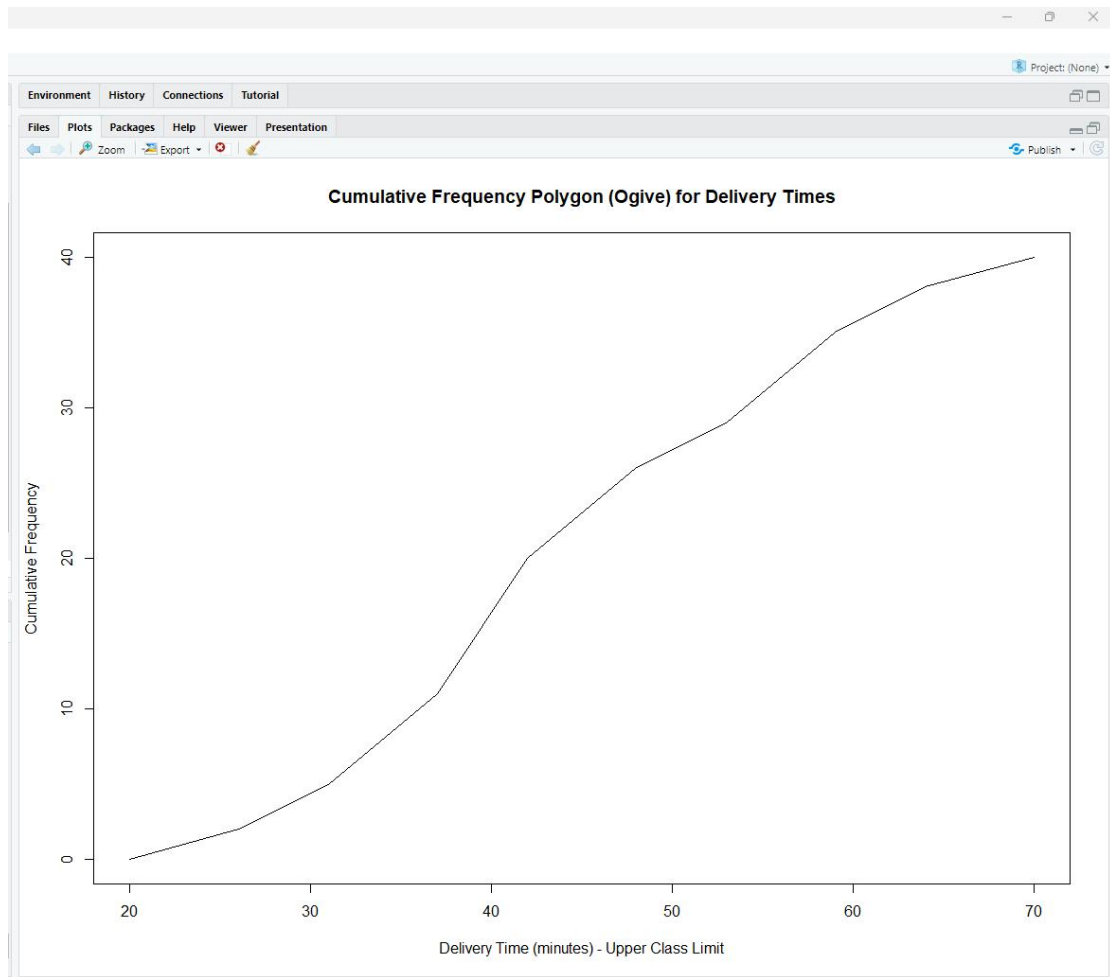 Project: (None)
Environment History Connections Tutorial
Files Plots Packages Help Viewer Presentation
Zoom Export Publish
Cumulative Frequency Polygon (Ogive) for Delivery Times
Cumulative Frequency
40
30
20
10
0
20 30 40 50 60 70
Delivery Time (minutes) - Upper Class Limit